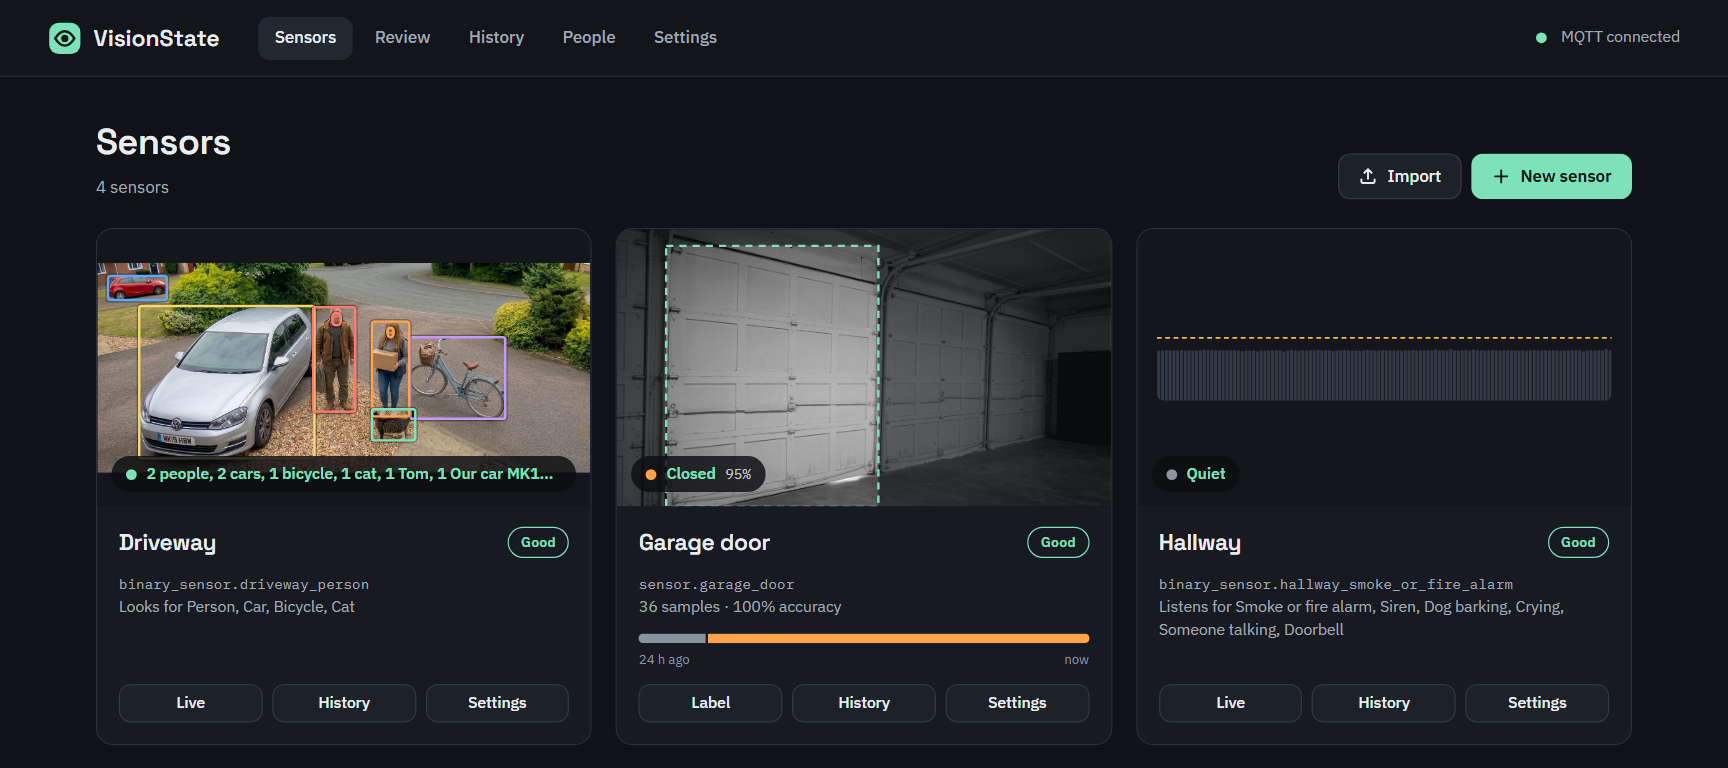 VisionState
Sensors
Review
History
People
Settings
MQTT connected
Sensors
4 sensors
Import
New sensor
2 people, 2 cars, 1 bicycle, 1 cat, 1 Tom, 1 Our car MK1...
Closed 95%
Quiet
Driveway
Good
binary_sensor.driveway_person
Looks for Person, Car, Bicycle, Cat
Live
History
Settings
Garage door
Good
sensor.garage_door
36 samples · 100% accuracy
24 h ago
now
Label
History
Settings
Hallway
Good
binary_sensor.hallway_smoke_or_fire_alarm
Listens for Smoke or fire alarm, Siren, Dog barking, Crying,
Someone talking, Doorbell
Live
History
Settings